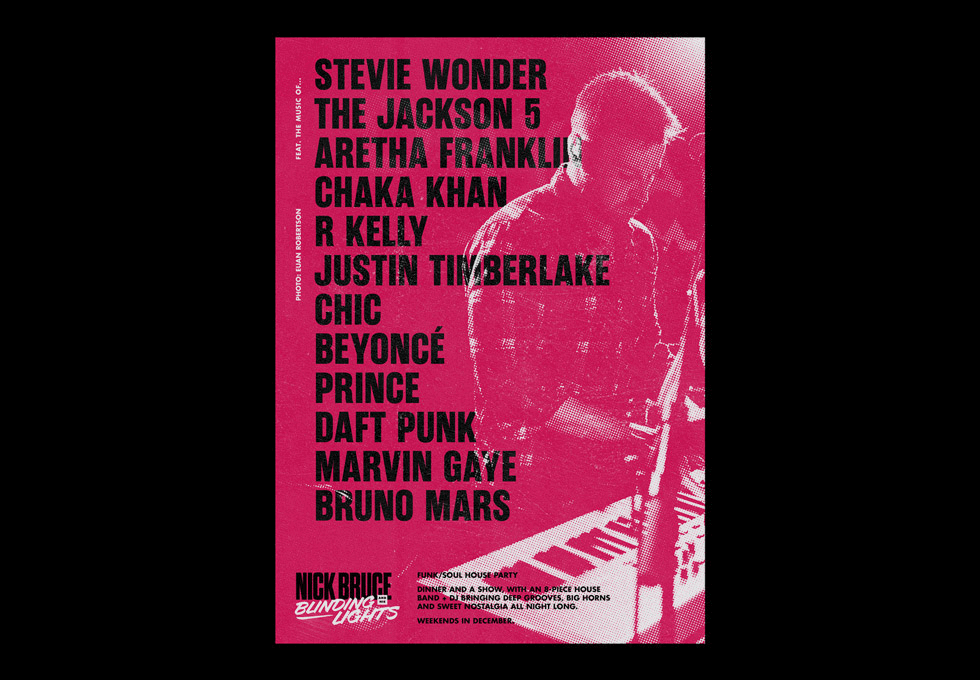 FEAT. THE MUSIC OF...
STEVIE WONDER
THE JACKSON 5
ARETHA FRANKLIN
CHAKA KHAN
R KELLY
JUSTIN TIMBERLAKE
CHIC
BEYONCÉ
PRINCE
DAFT PUNK
MARVIN GAYE
BRUNO MARS
PHOTO: EUAN ROBERTSON
NICK BRUCE
BLINDING
LIGHTS
FUNK/SOUL HOUSE PARTY
DINNER AND A SHOW, WITH AN 8-PIECE HOUSE
BAND + DJ BRINGING DEEP GROOVES, BIG HORNS
AND SWEET NOSTALGIA ALL NIGHT LONG.
WEEKENDS IN DECEMBER.